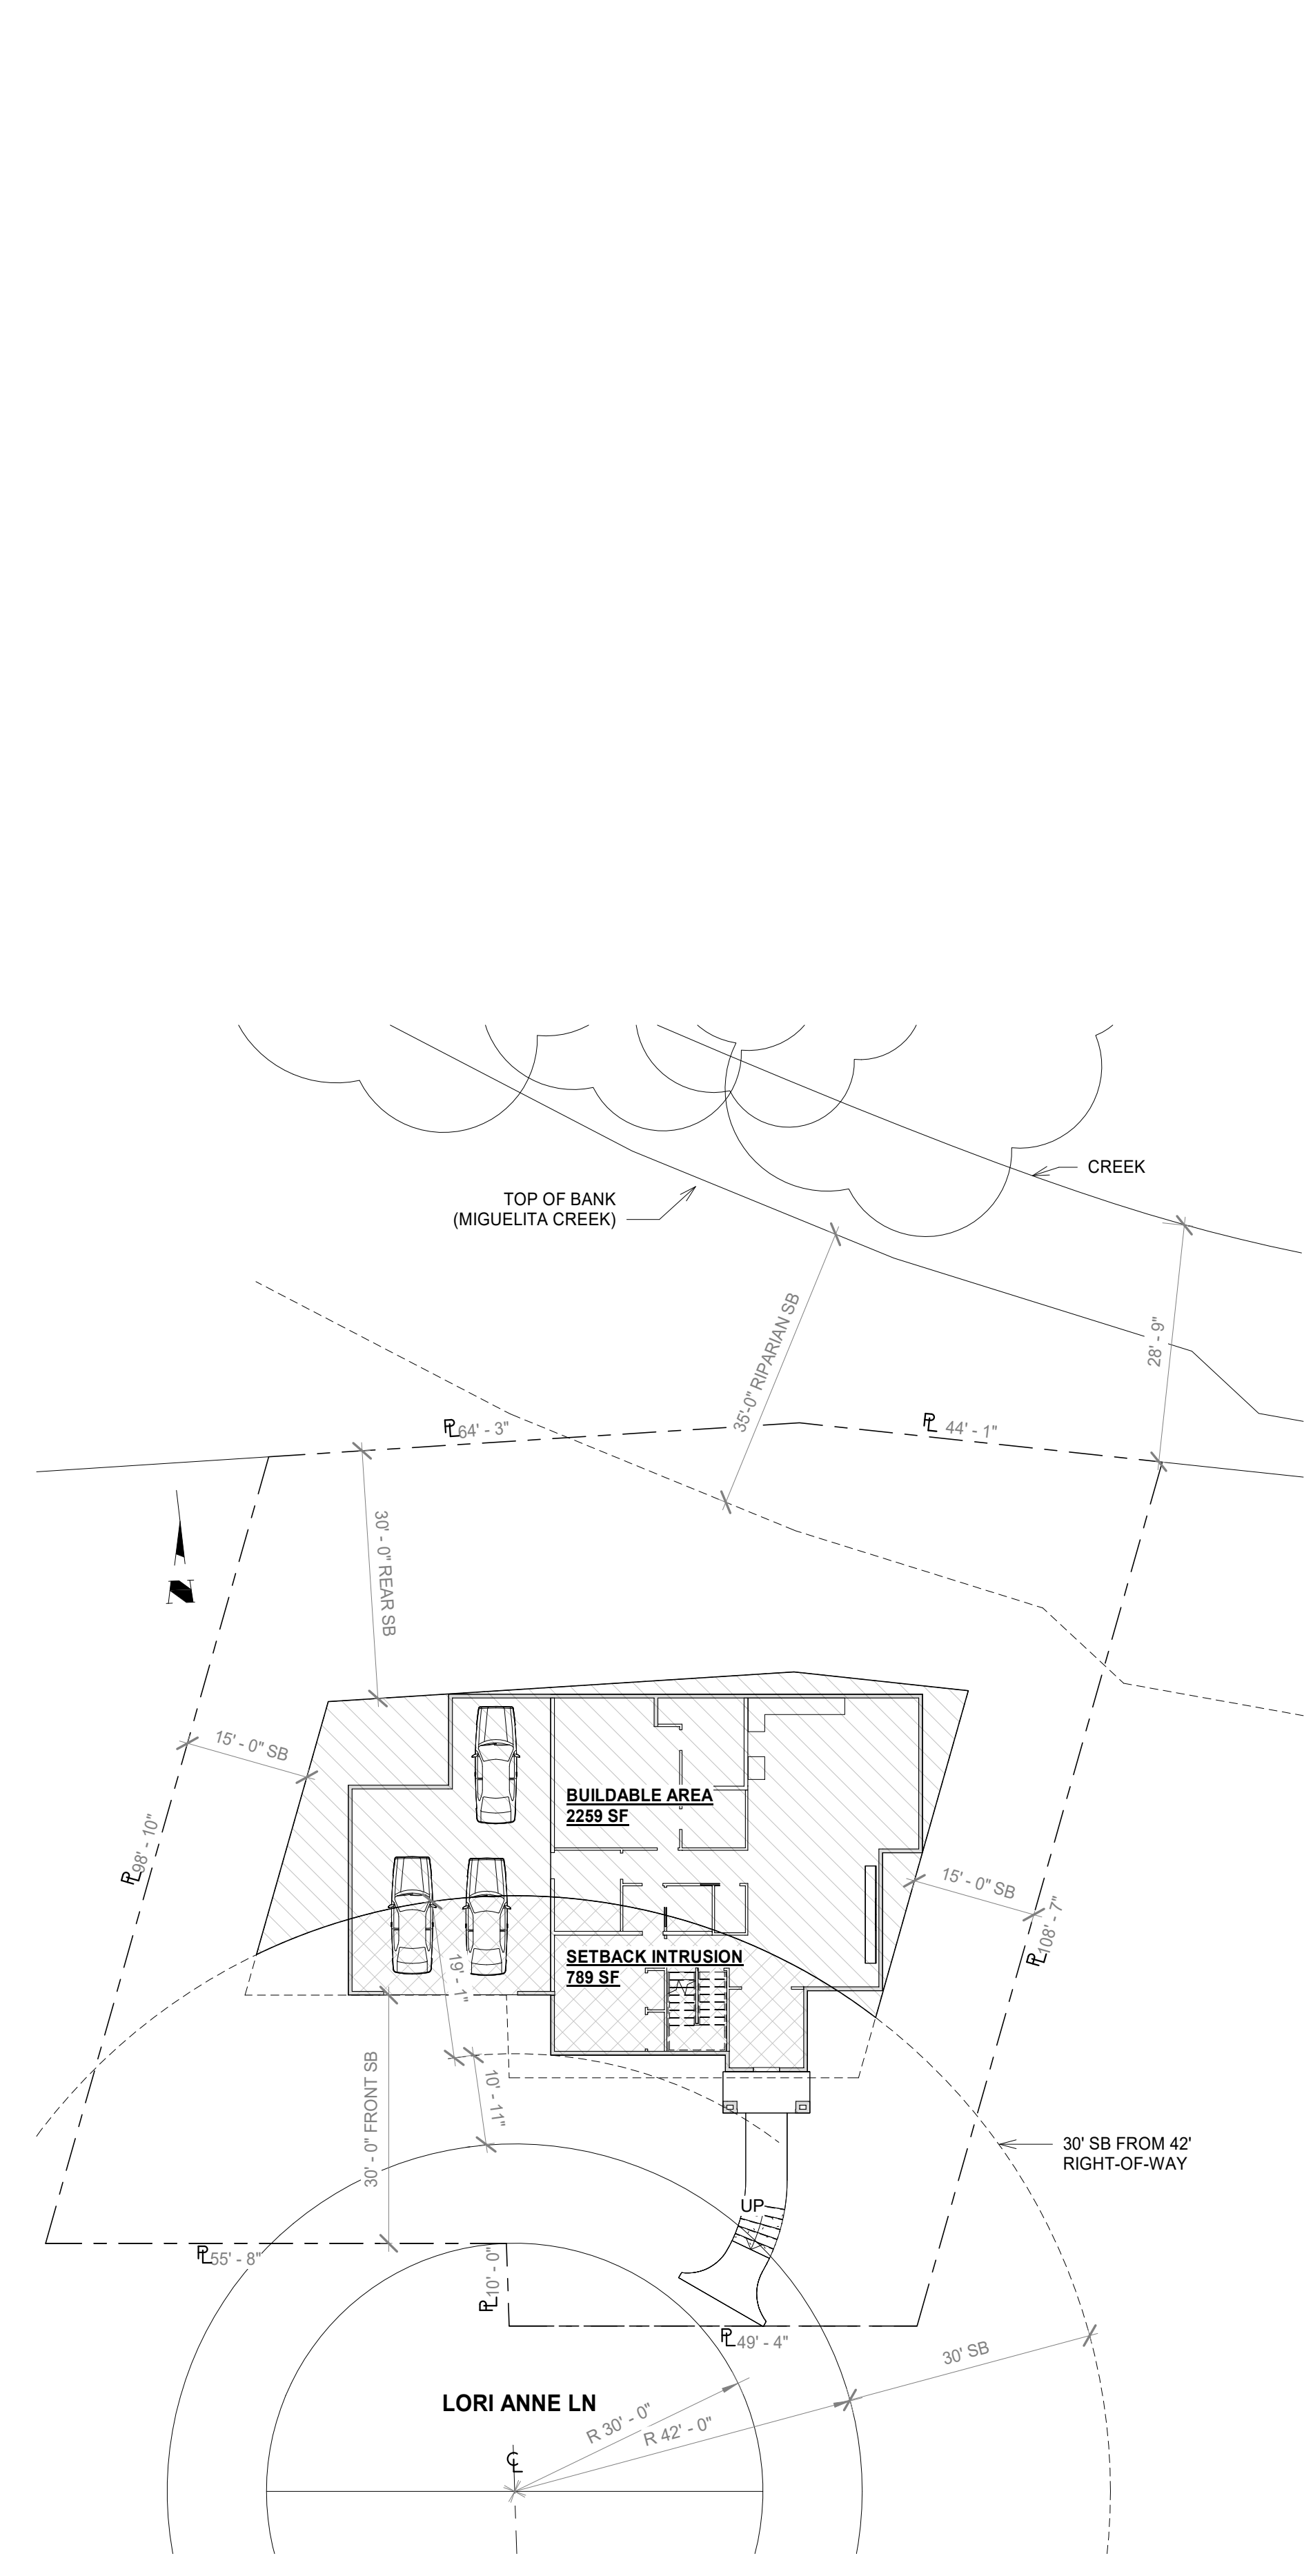 CREEK
TOP OF BANK
(MIGUELITA CREEK)
28' - 9"
35'-0" RIPARIAN SB
PL 64' - 3"
PL 44' - 1"
N
30' - 0" REAR SB
15' - 0" SB
BUILDABLE AREA
2259 SF
PL 98' - 10"
15' - 0" SB
PL 108' - 7"
SETBACK INTRUSION
789 SF
19' - 1"
10' - 11"
30' - 0" FRONT SB
30' SB FROM 42'
RIGHT-OF-WAY
UP
PL 55' - 8"
PL 10' - 0"
PL 49' - 4"
30' SB
LORI ANNE LN
R 30' - 0"
R 42' - 0"
CL